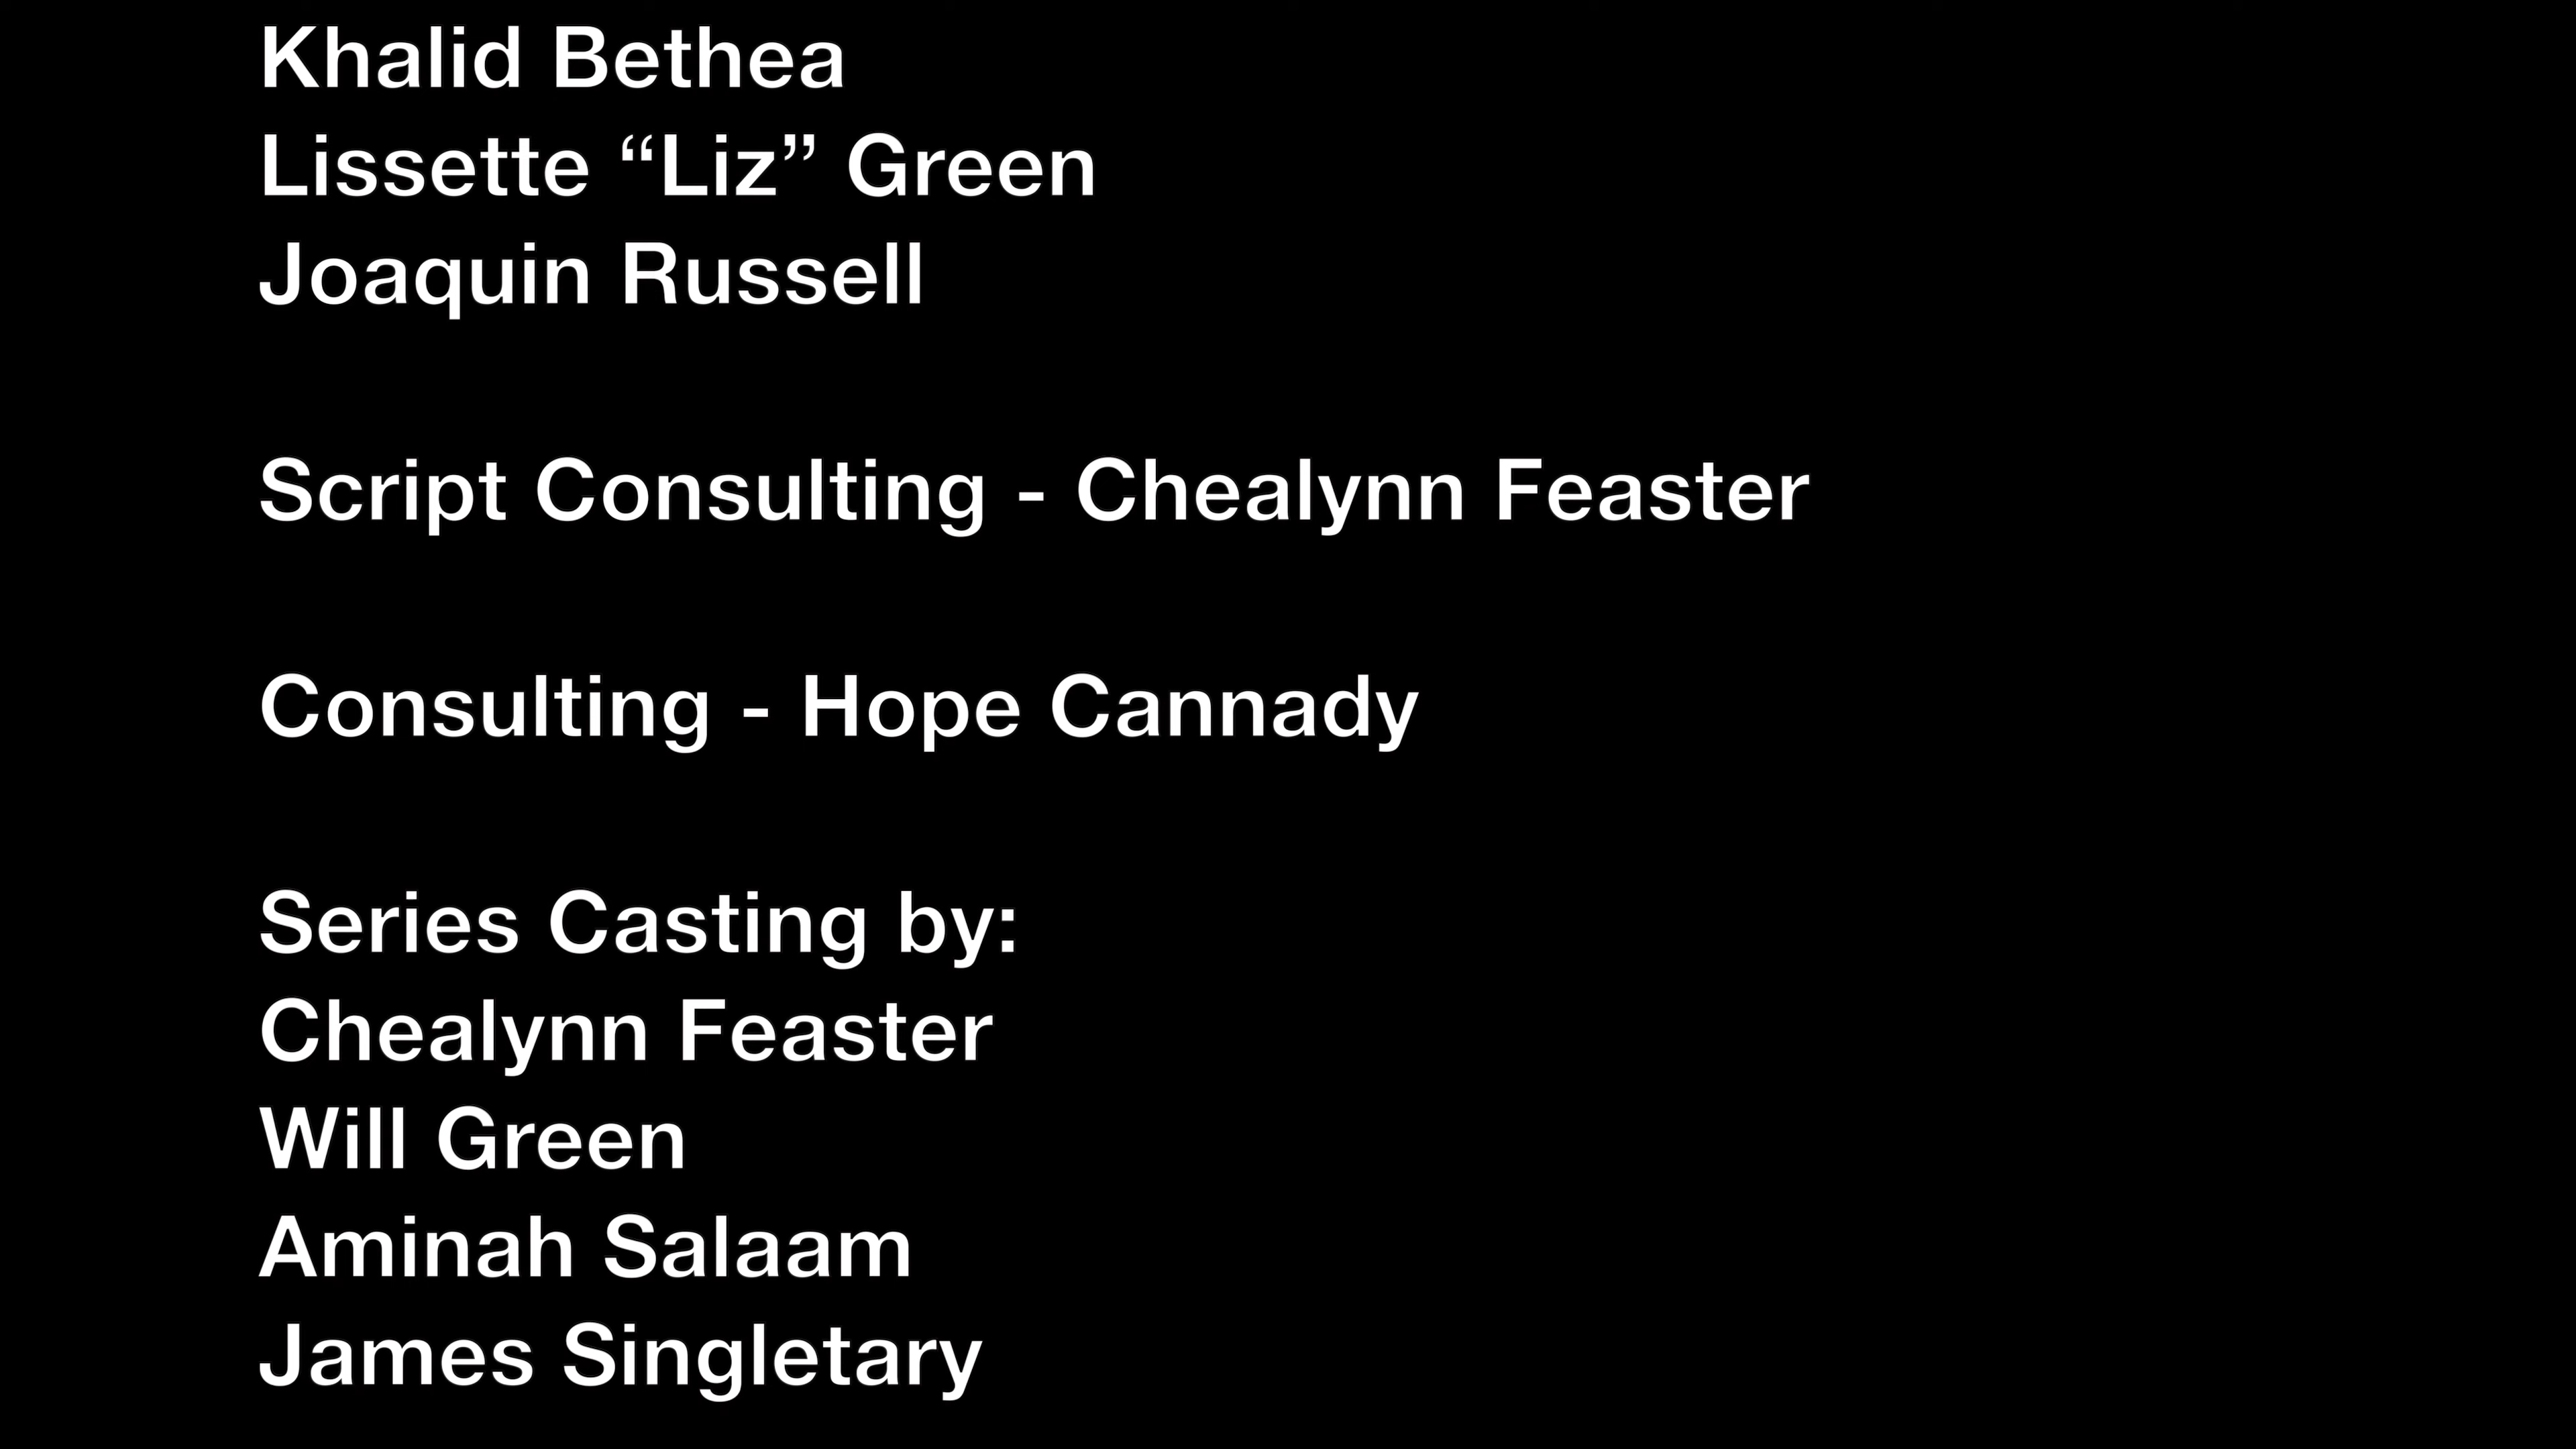 Khalid Bethea
Lissette “Liz” Green
Joaquin Russell
Script Consulting - Chealynn Feaster
Consulting - Hope Cannady
Series Casting by:
Chealynn Feaster
Will Green
Aminah Salaam
James Singletary